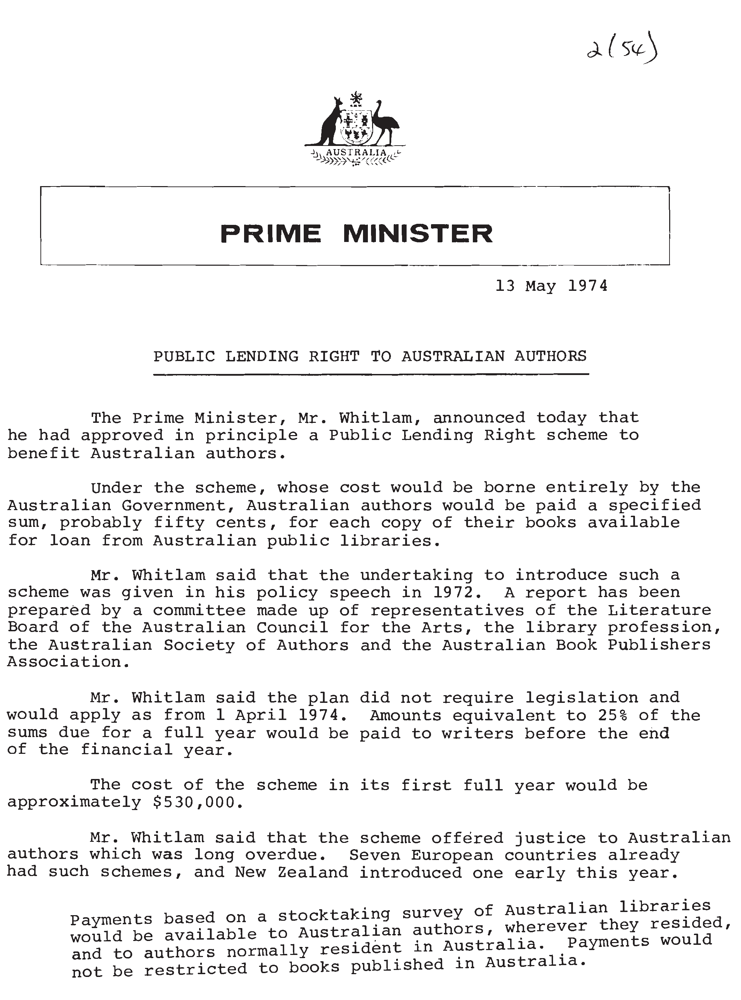 2(54)
AUSTRALIA
PRIME MINISTER
13 May 1974
PUBLIC LENDING RIGHT TO AUSTRALIAN AUTHORS
The Prime Minister, Mr. Whitlam, announced today that
he had approved in principle a Public Lending Right scheme to
benefit Australian authors.
Under the scheme, whose cost would be borne entirely by the
Australian Government, Australian authors would be paid a specified
sum, probably fifty cents, for each copy of their books available
for loan from Australian public libraries.
Mr. Whitlam said that the undertaking to introduce such a
scheme was given in his policy speech in 1972. A report has been
prepared by a committee made up of representatives of the Literature
Board of the Australian Council for the Arts, the library profession,
the Australian Society of Authors and the Australian Book Publishers
Association.
Mr. Whitlam said the plan did not require legislation and
would apply as from 1 April 1974. Amounts equivalent to 25% of the
sums due for a full year would be paid to writers before the end
of the financial year.
The cost of the scheme in its first full year would be
approximately $530,000.
Mr. Whitlam said that the scheme offered justice to Australian
authors which was long overdue. Seven European countries already
had such schemes, and New Zealand introduced one early this year.
Payments based on a stocktaking survey of Australian libraries
would be available to Australian authors, wherever they resided,
and to authors normally resident in Australia. Payments would
not be restricted to books published in Australia.